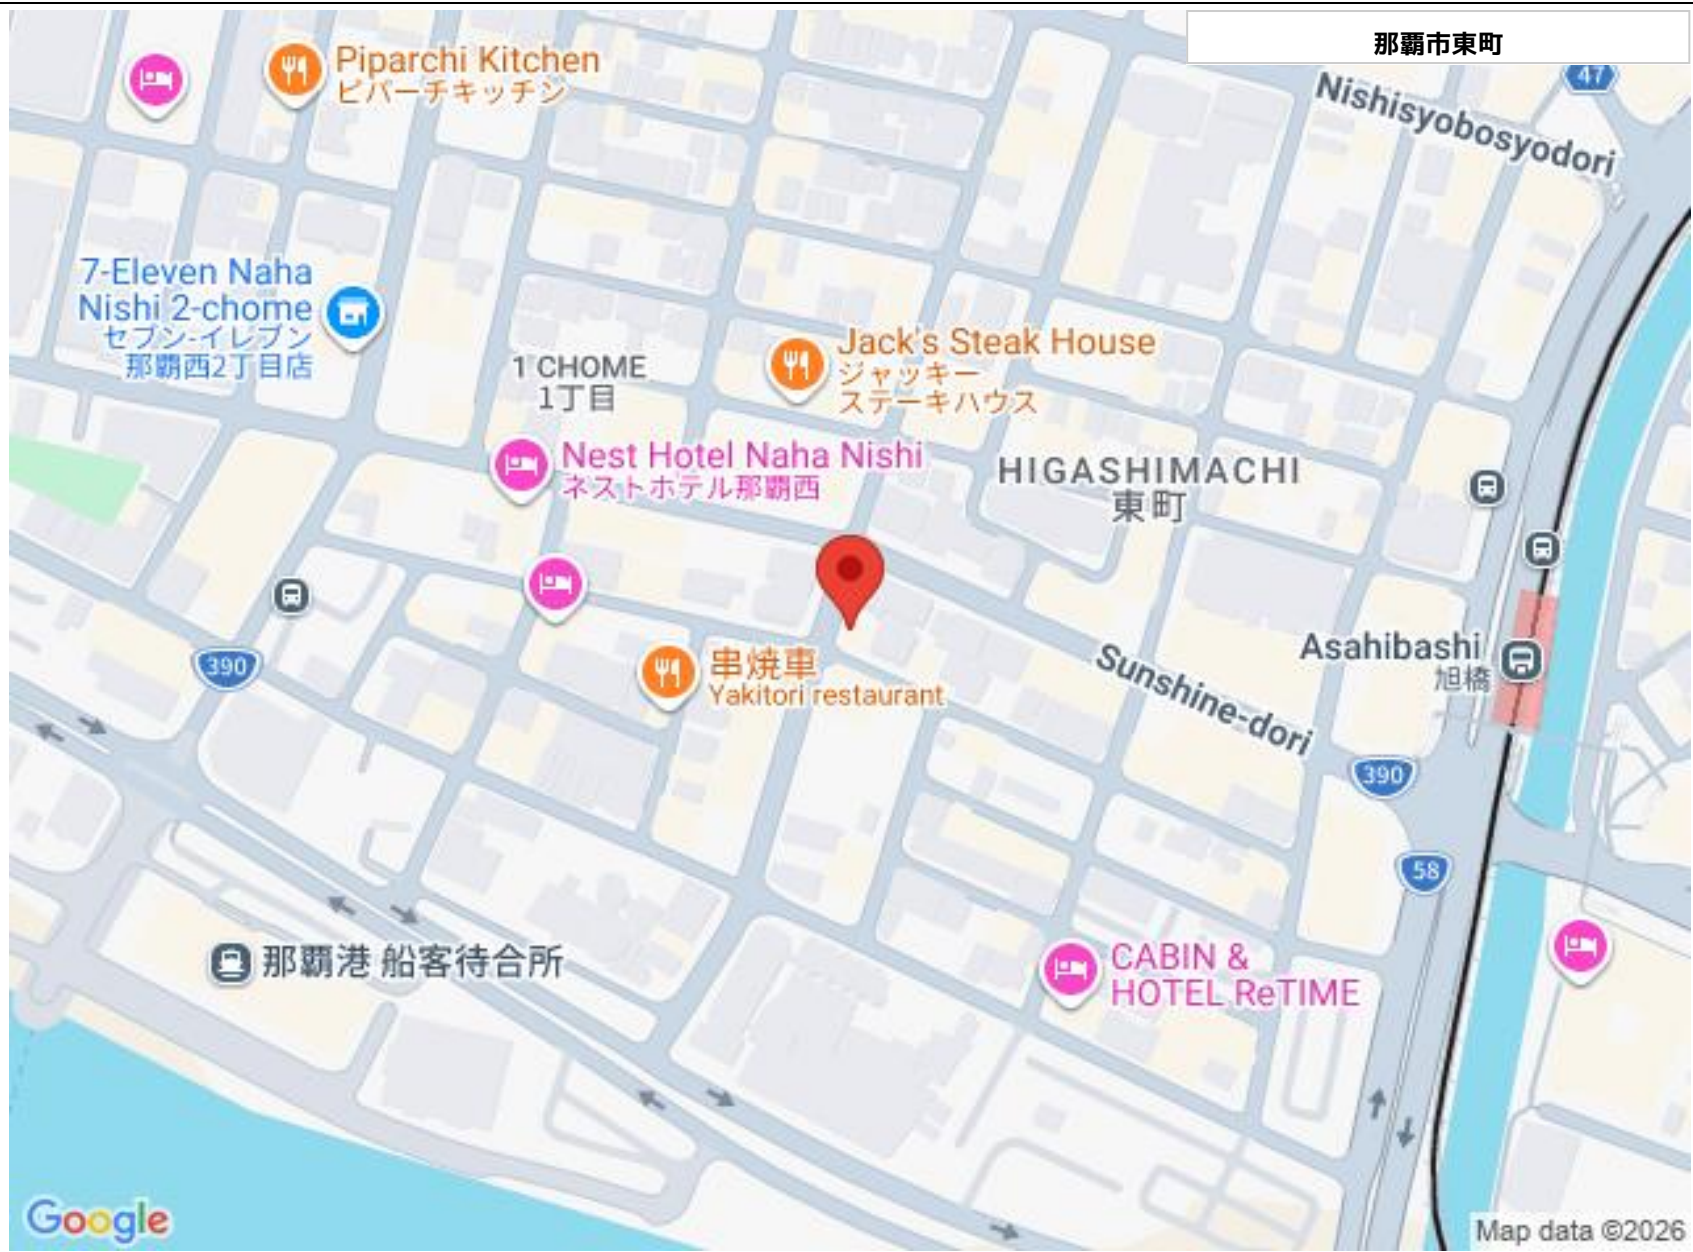 那覇市東町
47
Nishisyobosyodori
Piparchi Kitchen
ピパーチキッチン
7-Eleven Naha
Nishi 2-chome
セブン-イレブン
那覇西2丁目店
1 CHOME
1丁目
Jack's Steak House
ジャッキー
ステーキハウス
Nest Hotel Naha Nishi
ネストホテル那覇西
HIGASHIMACHI
東町
Asahibashi
旭橋
390
串焼車
Yakitori restaurant
Sunshine-dori
390
58
那覇港 船客待合所
CABIN &
HOTEL ReTIME
Google
Map data ©2026